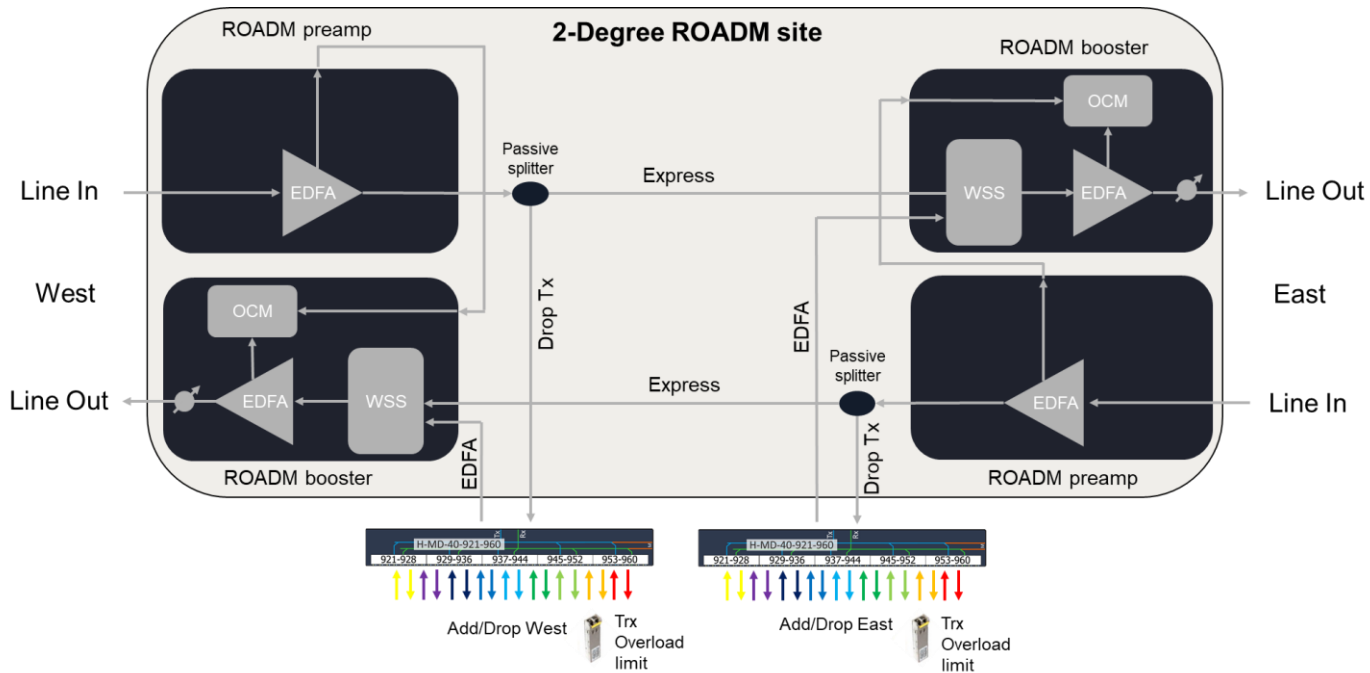 2-Degree ROADM site
ROADM preamp
ROADM booster
OCM
Passive
splitter
Line In
EDFA
Express
WSS
EDFA
Line Out
West
East
OCM
Drop Tx
EDFA
Passive
splitter
Line Out
EDFA
WSS
Express
EDFA
Line In
EDFA
Drop Tx
ROADM booster
ROADM preamp
Tx
Rx
H-MD-40-921-960
921-928 929-936 937-944 945-952 953-960
Add/Drop West
Trx
Overload
limit
Tx
Rx
H-MD-40-921-960
921-928 929-936 937-944 945-952 953-960
Add/Drop East
Trx
Overload
limit